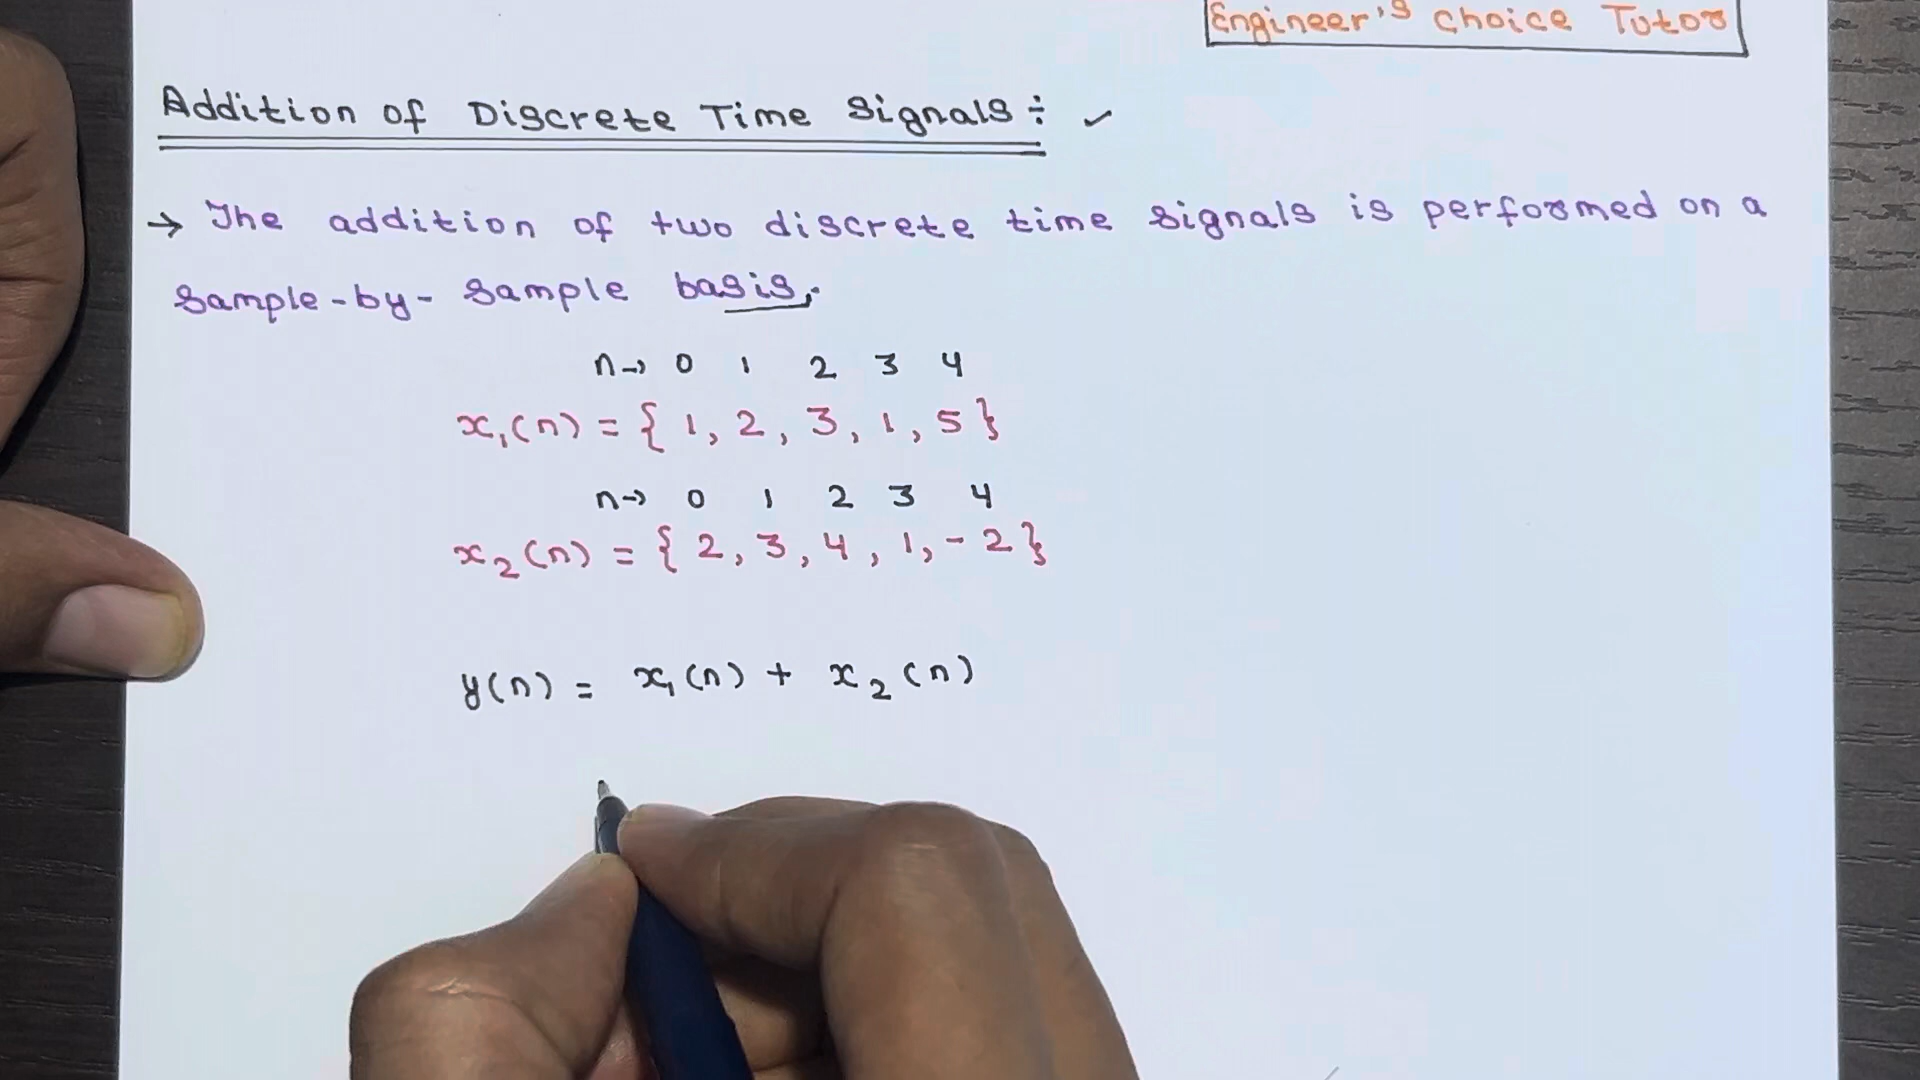 Engineer's Choice Tutor
Addition of Discrete Time Signals ÷ ✓
→ The addition of two discrete time signals is performed on a
sample-by-sample basis.
n→ 0 1 2 3 4
x₁(n) = { 1, 2, 3, 1, 5 }
n→ 0 1 2 3 4
x₂(n) = { 2, 3, 4, 1, -2 }
y(n) = x₁(n) + x₂(n)